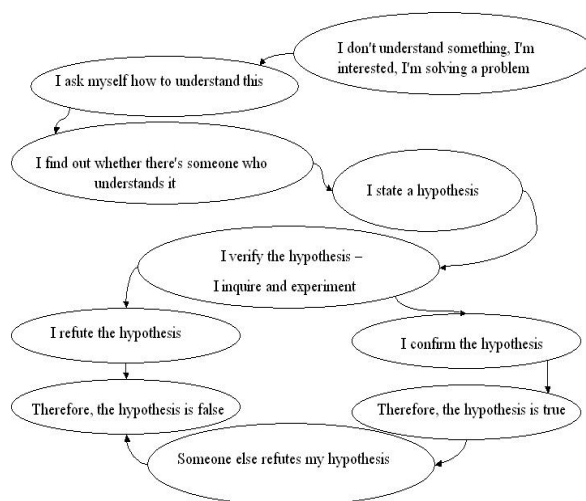 I don't understand something, I'm
interested, I'm solving a problem
I ask myself how to understand this
I find out whether there's someone who
understands it
I state a hypothesis
I verify the hypothesis –
I inquire and experiment
I refute the hypothesis
I confirm the hypothesis
Therefore, the hypothesis is false
Therefore, the hypothesis is true
Someone else refutes my hypothesis